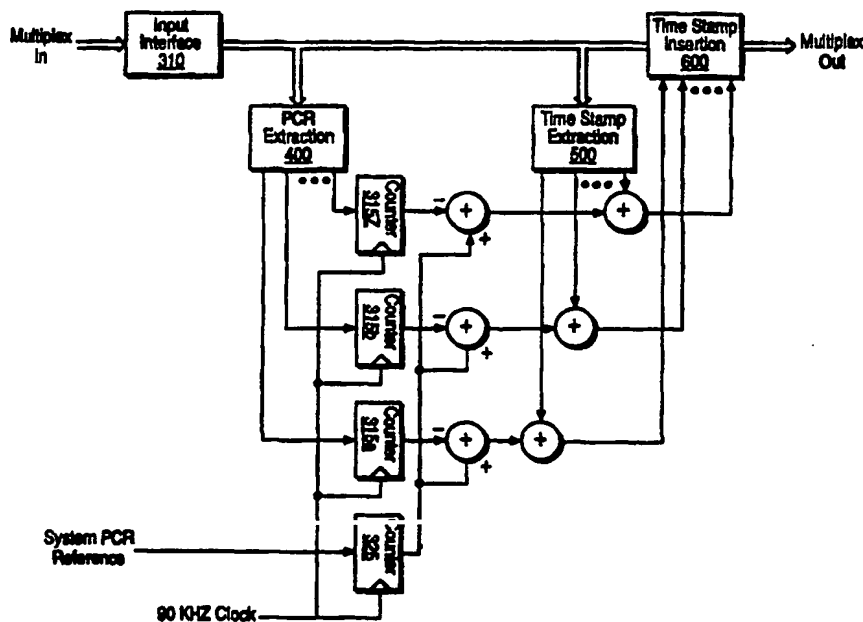 Multiplex
In
Input
Interface
310
Time Stamp
Insertion
600
Multiplex
Out
PCR
Extraction
400
Time Stamp
Extraction
500
Counter
315Z
Counter
315b
Counter
315a
Counter
325
System PCR
Reference
90 KHZ Clock